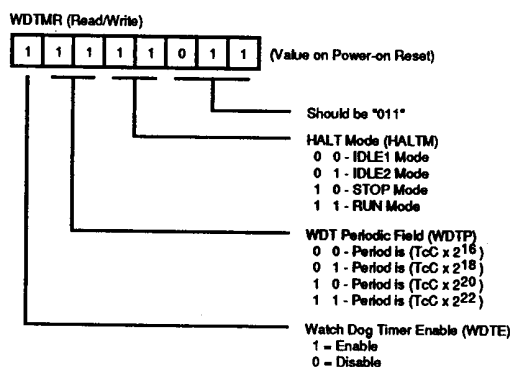 WDTMR (Read/Write)
1 1 1 1 1 0 1 1 (Value on Power-on Reset)
Should be "011"
HALT Mode (HALTM)
0 0 - IDLE1 Mode
0 1 - IDLE2 Mode
1 0 - STOP Mode
1 1 - RUN Mode
WDT Periodic Field (WDTP)
0 0 - Period is (TcC x 2^16)
0 1 - Period is (TcC x 2^18)
1 0 - Period is (TcC x 2^20)
1 1 - Period is (TcC x 2^22)
Watch Dog Timer Enable (WDTE)
1 = Enable
0 = Disable